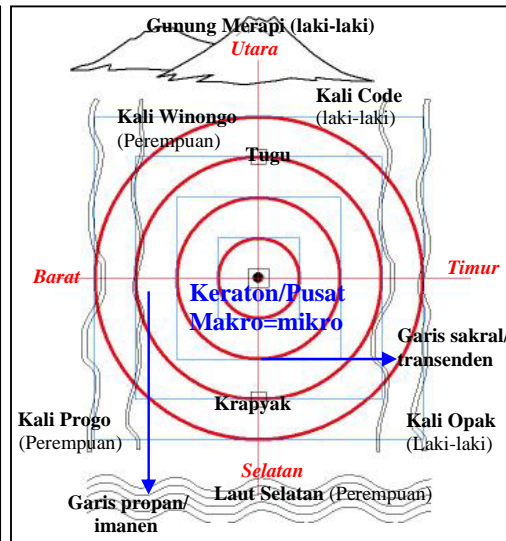 Gunung Merapi (laki-laki)
Utara
Kali Code
(laki-laki)
Kali Winongo
(Perempuan)
Tugu
Barat
Timur
Keraton/Pusat
Makro=mikro
Garis sakral/
transenden
Krapyak
Kali Progo
(Perempuan)
Kali Opak
(Laki-laki)
Selatan
Laut Selatan (Perempuan)
Garis propan/
imanen